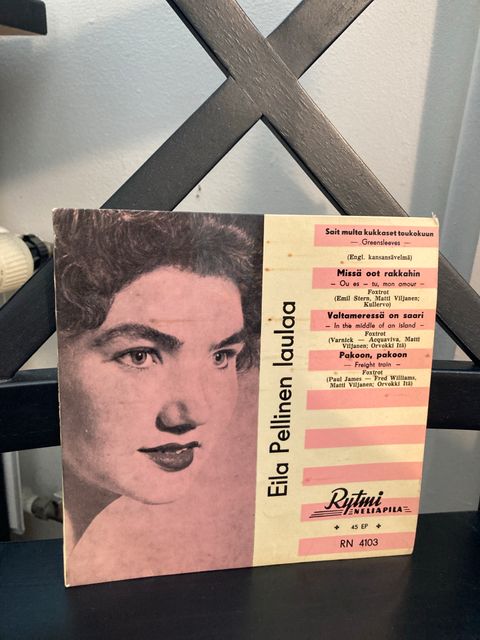 Eila Pellinen laulaa
Sait multa kukkaset toukokuun
— Greensleeves —
(Engl. kansansävelmä)
Missä oot rakkahin
– Ou es – tu, mon amour –
Foxtrot
(Emil Stern, Matti Viljanen;
Kullervo)
Valtameressä on saari
— In the middle of an island —
Foxtrot
(Varnick — Acquaviva, Matti
Viljanen; Orvokki Itä)
Pakoon, pakoon
— Freight train —
Foxtrot
(Paul James — Fred Williams,
Matti Viljanen; Orvokki Itä)
Rytmi
NELIAPILA
+ 45 EP +
RN 4103